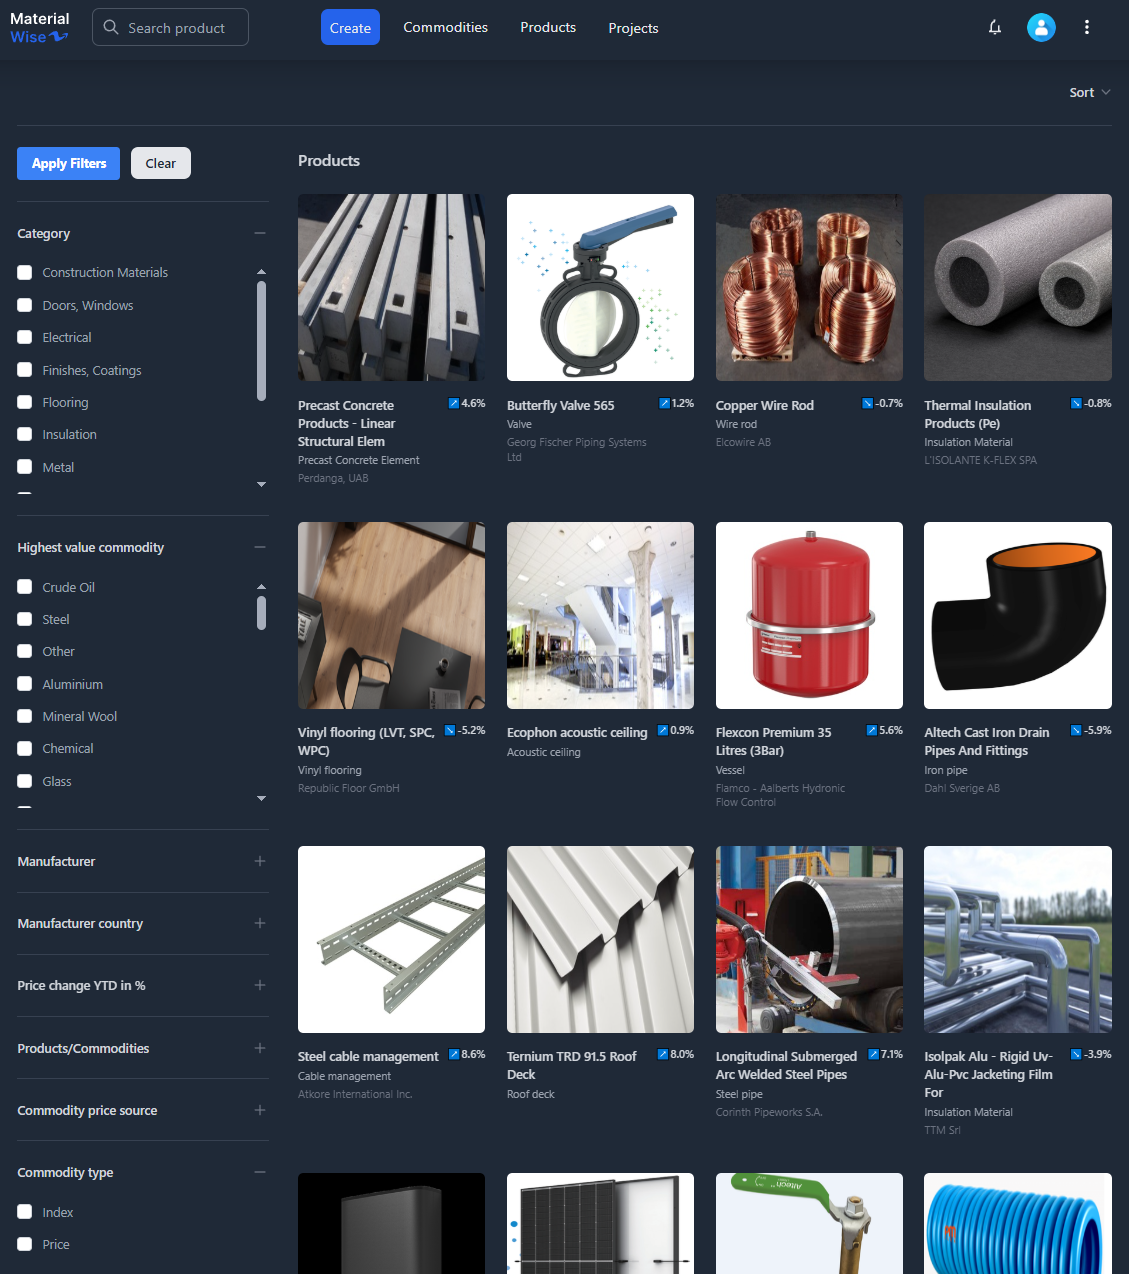 Material
Wise
Search product
Create
Commodities
Products
Projects
Sort
Apply Filters
Clear
Category
Construction Materials
Doors, Windows
Electrical
Finishes, Coatings
Flooring
Insulation
Metal
Highest value commodity
Crude Oil
Steel
Other
Aluminium
Mineral Wool
Chemical
Glass
Manufacturer
Manufacturer country
Price change YTD in %
Products/Commodities
Commodity price source
Commodity type
Index
Price
Products
Precast Concrete
Products - Linear
Structural Elem
4.6%
Precast Concrete Element
Perdanga, UAB
Butterfly Valve 565
1.2%
Valve
Georg Fischer Piping Systems
Ltd
Copper Wire Rod
-0.7%
Wire rod
Elcowire AB
Thermal Insulation
Products (Pe)
-0.8%
Insulation Material
L'ISOLANTE K-FLEX SPA
Vinyl flooring (LVT, SPC,
WPC)
-5.2%
Vinyl flooring
Republic Floor GmbH
Ecophon acoustic ceiling
0.9%
Acoustic ceiling
Flexcon Premium 35
Litres (3Bar)
5.6%
Vessel
Flamco - Aalberts Hydronic
Flow Control
Altech Cast Iron Drain
Pipes And Fittings
-5.9%
Iron pipe
Dahl Sverige AB
Steel cable management
8.6%
Cable management
Atkore International Inc.
Ternium TRD 91.5 Roof
Deck
8.0%
Roof deck
Longitudinal Submerged
Arc Welded Steel Pipes
7.1%
Steel pipe
Corinth Pipeworks S.A.
Isolpak Alu - Rigid Uv-
Alu-Pvc Jacketing Film
For
-3.9%
Insulation Material
TTM Srl
Altech